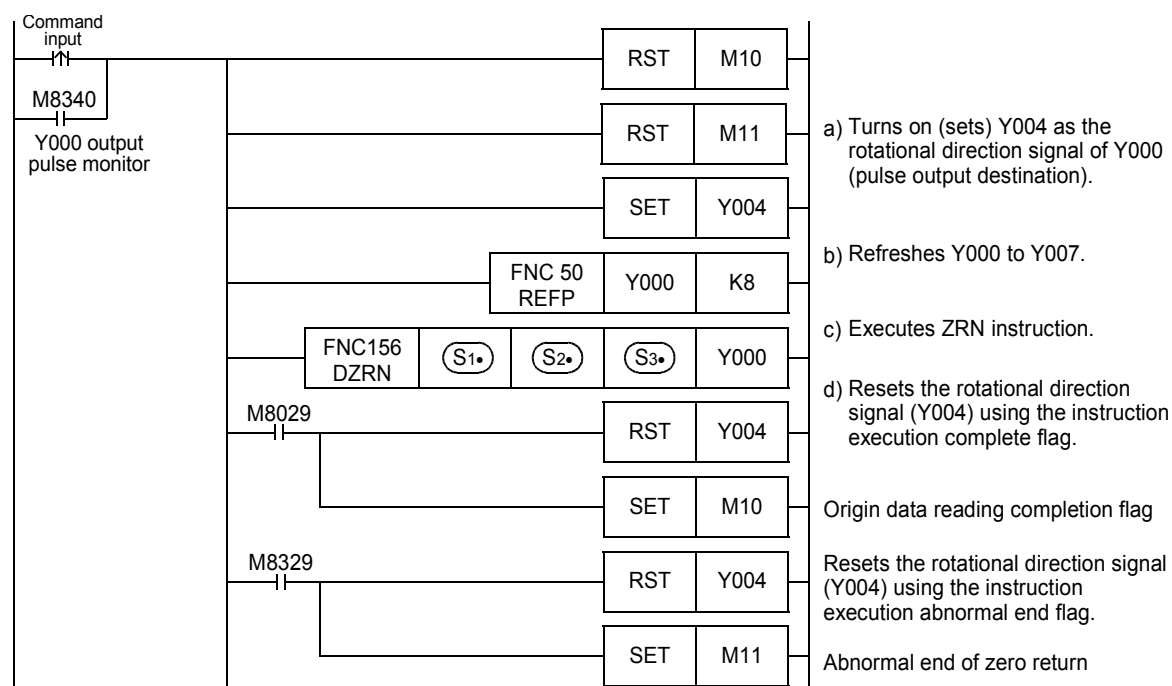 Command
input
RST M10
M8340
Y000 output
pulse monitor
RST M11
a) Turns on (sets) Y004 as the
rotational direction signal of Y000
(pulse output destination).
SET Y004
b) Refreshes Y000 to Y007.
FNC 50
REFP
Y000 K8
c) Executes ZRN instruction.
FNC156
DZRN
S1• S2• S3• Y000
d) Resets the rotational direction
signal (Y004) using the instruction
execution complete flag.
M8029
RST Y004
SET M10
Origin data reading completion flag
M8329
RST Y004
Resets the rotational direction signal
(Y004) using the instruction
execution abnormal end flag.
SET M11
Abnormal end of zero return